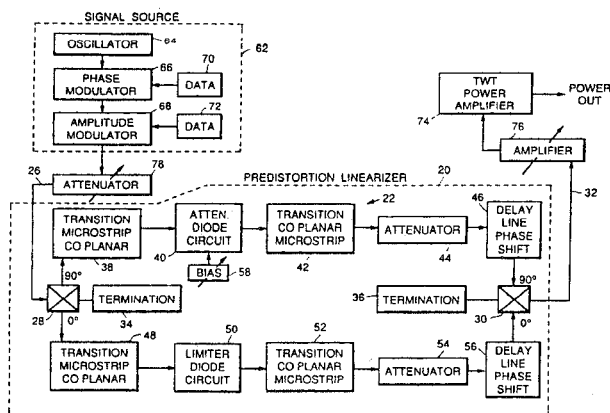 SIGNAL SOURCE
OSCILLATOR
64
62
PHASE
MODULATOR
66
70
DATA
AMPLITUDE
MODULATOR
68
72
DATA
TWT
POWER
AMPLIFIER
74
POWER
OUT
76
AMPLIFIER
26
ATTENUATOR
78
PREDISTORTION LINEARIZER
20
22
32
TRANSITION
MICROSTRIP
CO PLANAR
38
ATTEN.
DIODE
CIRCUIT
40
BIAS
58
TRANSITION
CO PLANAR
MICROSTRIP
42
ATTENUATOR
44
46
DELAY
LINE
PHASE
SHIFT
90°
28
0°
TERMINATION
34
36
TERMINATION
90°
30
0°
48
TRANSITION
MICROSTRIP
CO PLANAR
50
LIMITER
DIODE
CIRCUIT
52
TRANSITION
CO PLANAR
MICROSTRIP
54
ATTENUATOR
56
DELAY
LINE
PHASE
SHIFT